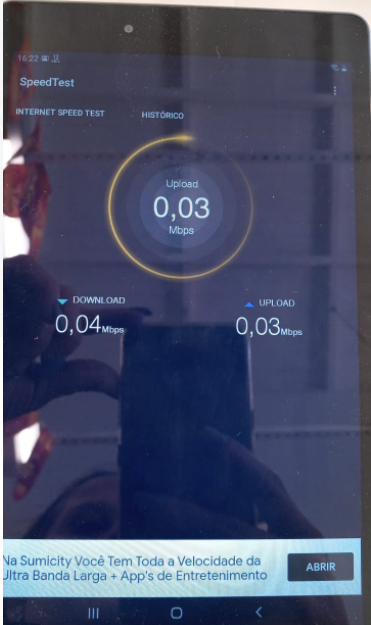 16:22
SpeedTest
INTERNET SPEED TEST HISTÓRICO
Upload
0,03
Mbps
DOWNLOAD UPLOAD
0,04Mbps 0,03Mbps
Na Sumicity Você Tem Toda a Velocidade da
Ultra Banda Larga + App's de Entretenimento
ABRIR